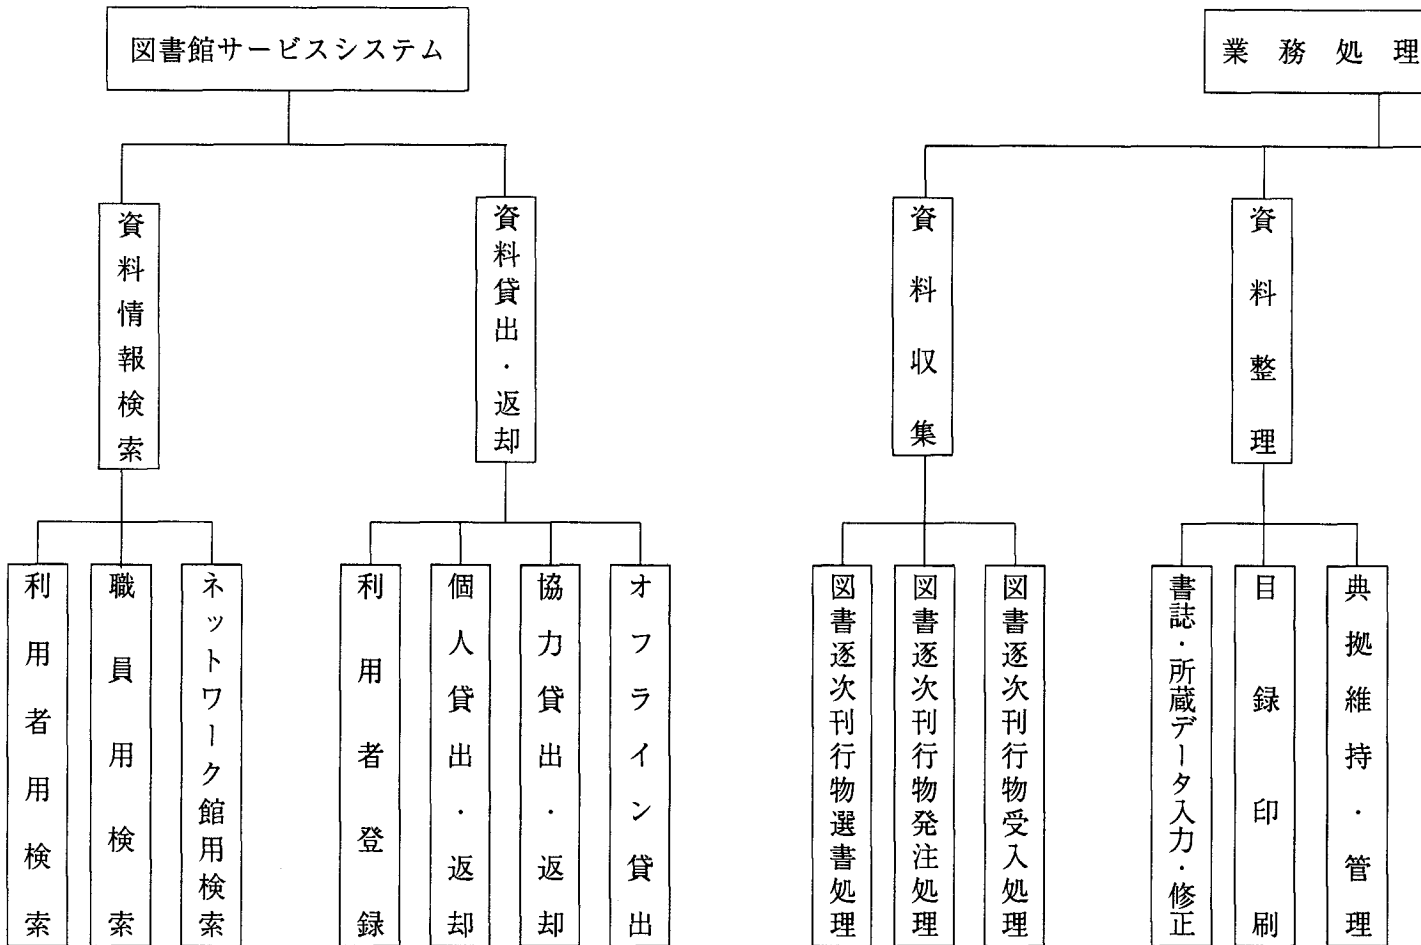 図書館サービスシステム
業務処理
資料情報検索
資料貸出・返却
資料収集
資料整理
利用者用検索
職員用検索
ネットワーク館用検索
利用者登録
個人貸出・返却
協力貸出・返却
オフライン貸出
図書逐次刊行物選書処理
図書逐次刊行物発注処理
図書逐次刊行物受入処理
書誌・所蔵データ入力・修正
目録印刷
典拠維持・管理